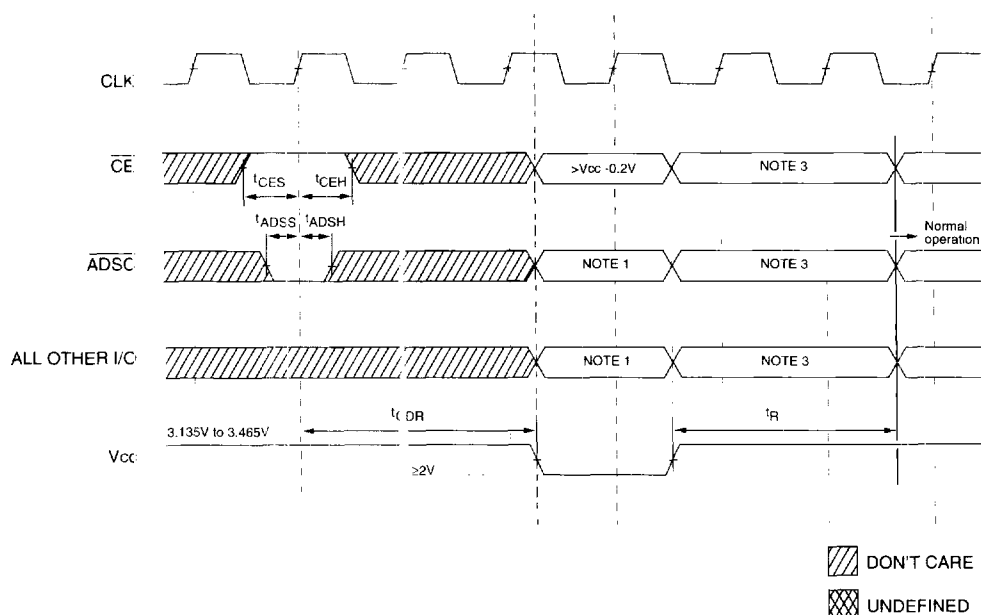 CLK
CE
>Vcc -0.2V
NOTE 3
tCES
tCEH
tADSS
tADSH
Normal
operation
ADSC
NOTE 1
NOTE 3
ALL OTHER I/O
NOTE 1
NOTE 3
tCDR
tR
3.135V to 3.465V
Vcc
≥2V
DON'T CARE
UNDEFINED